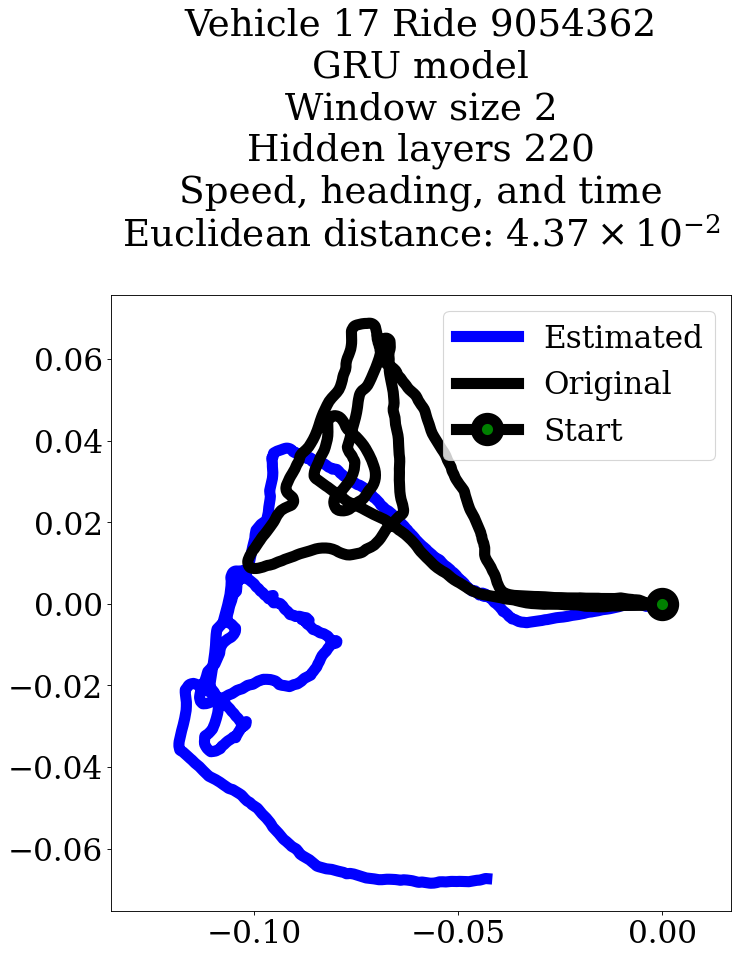 Vehicle 17 Ride 9054362
GRU model
Window size 2
Hidden layers 220
Speed, heading, and time
Euclidean distance: 4.37 × 10⁻²
Estimated
Original
Start
0.06
0.04
0.02
0.00
−0.02
−0.04
−0.06
−0.10
−0.05
0.00